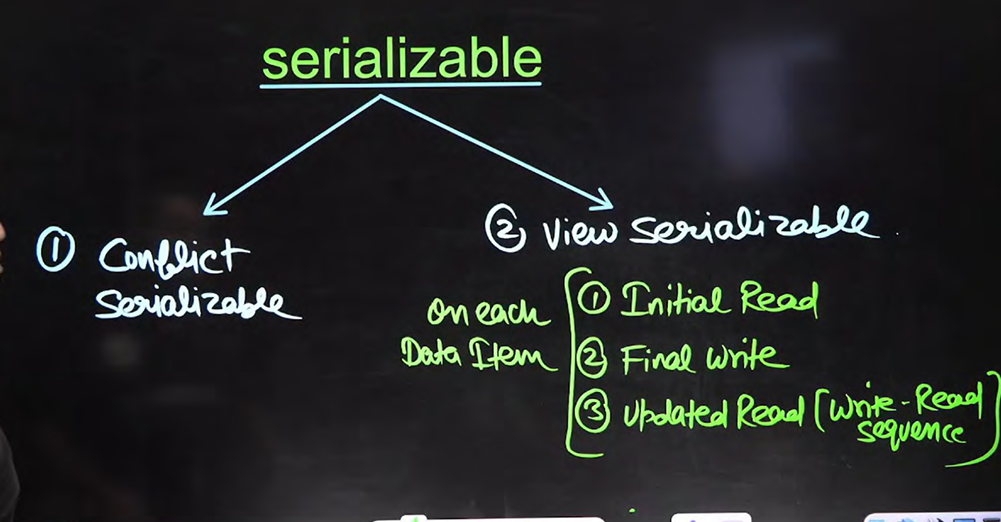 serializable
① Conflict
serializable
② View serializable.
on each
Data Item
① Initial Read
② Final write
③ Updated Read (Write-Read
sequence)